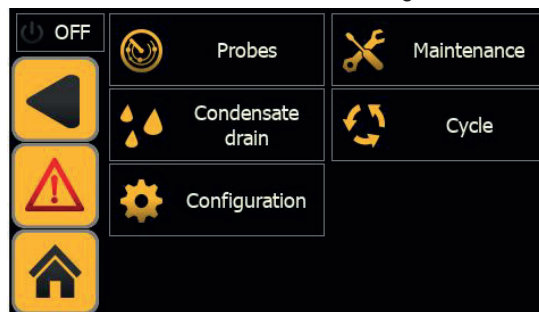 OFF
Probes
Maintenance
Condensate
drain
Cycle
Configuration